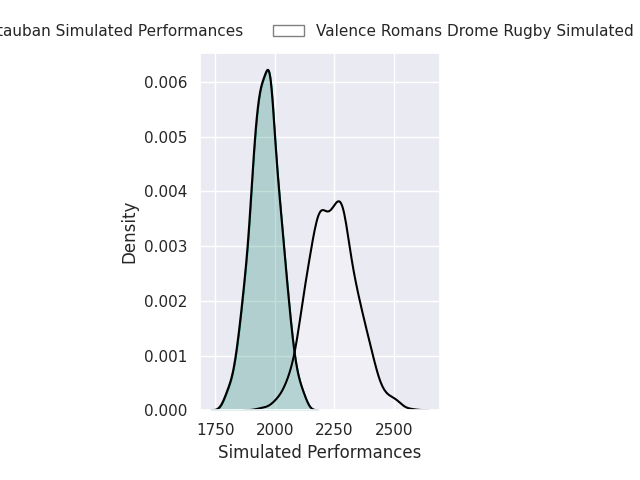 tauban Simulated Performances
Valence Romans Drome Rugby Simulated
0.006
0.005
0.004
0.003
0.002
0.001
0.000
Density
1750 2000 2250 2500
Simulated Performances